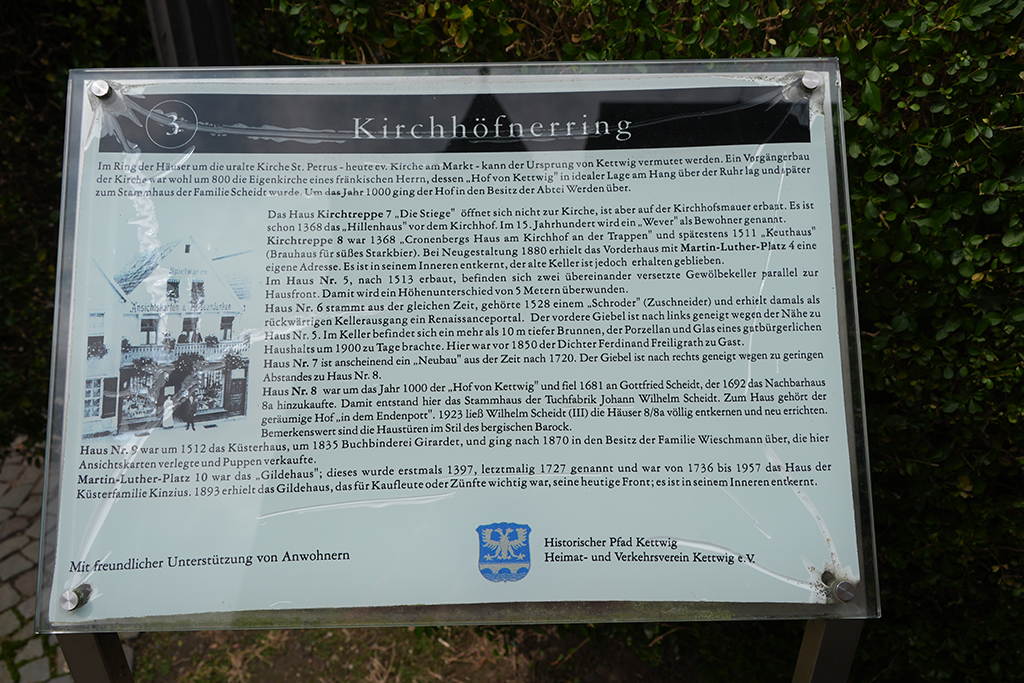 3
Kirchhöfnerring
Im Ring der Häuser um die uralte Kirche St. Petrus - heute ev. Kirche am Markt - kann der Ursprung von Kettwig vermutet werden. Ein Vorgängerbau
der Kirche war wohl um 800 die Eigenkirche eines fränkischen Herrn, dessen „Hof von Kettwig" in idealer Lage am Hang über der Ruhr lag und später
zum Stammhaus der Familie Scheidt wurde. Um das Jahr 1000 ging der Hof in den Besitz der Abtei Werden über.
Das Haus Kirchtreppe 7 „Die Stiege" öffnet sich nicht zur Kirche, ist aber auf der Kirchhofsmauer erbaut. Es ist
schon 1368 das „Hillenhaus" vor dem Kirchhof. Im 15. Jahrhundert wird ein „Wever" als Bewohner genannt.
Kirchtreppe 8 war 1368 „Cronenbergs Haus am Kirchhof an der Trappen" und spätestens 1511 „Keuthaus"
(Brauhaus für süßes Starkbier). Bei Neugestaltung 1880 erhielt das Vorderhaus mit Martin-Luther-Platz 4 eine
eigene Adresse. Es ist in seinem Inneren entkernt, der alte Keller ist jedoch erhalten geblieben.
Im Haus Nr. 5, nach 1513 erbaut, befinden sich zwei übereinander versetzte Gewölbekeller parallel zur
Hausfront. Damit wird ein Höhenunterschied von 5 Metern überwunden.
Haus Nr. 6 stammt aus der gleichen Zeit, gehörte 1528 einem „Schroder" (Zuschneider) und erhielt damals als
rückwärtigen Kellerausgang ein Renaissanceportal. Der vordere Giebel ist nach links geneigt wegen der Nähe zu
Haus Nr. 5. Im Keller befindet sich ein mehr als 10 m tiefer Brunnen, der Porzellan und Glas eines gutbürgerlichen
Haushalts um 1900 zu Tage brachte. Hier war vor 1850 der Dichter Ferdinand Freiligrath zu Gast.
Haus Nr. 7 ist anscheinend ein „Neubau" aus der Zeit nach 1720. Der Giebel ist nach rechts geneigt wegen zu geringen
Abstandes zu Haus Nr. 8.
Haus Nr. 8 war um das Jahr 1000 der „Hof von Kettwig" und fiel 1681 an Gottfried Scheidt, der 1692 das Nachbarhaus
8a hinzukaufte. Damit entstand hier das Stammhaus der Tuchfabrik Johann Wilhelm Scheidt. Zum Haus gehört der
geräumige Hof „in dem Endenpott". 1923 ließ Wilhelm Scheidt (III) die Häuser 8/8a völlig entkernen und neu errichten.
Bemerkenswert sind die Haustüren im Stil des bergischen Barock.
Haus Nr. 9 war um 1512 das Küsterhaus, um 1835 Buchbinderei Girardet, und ging nach 1870 in den Besitz der Familie Wieschmann über, die hier
Ansichtskarten verlegte und Puppen verkaufte.
Martin-Luther-Platz 10 war das „Gildehaus"; dieses wurde erstmals 1397, letztmalig 1727 genannt und war von 1736 bis 1957 das Haus der
Küsterfamilie Kinzius. 1893 erhielt das Gildehaus, das für Kaufleute oder Zünfte wichtig war, seine heutige Front; es ist in seinem Inneren entkernt.
Spielwaren
Ansichtskarten u. Reiseandenken
Mit freundlicher Unterstützung von Anwohnern
Historischer Pfad Kettwig
Heimat- und Verkehrsverein Kettwig e.V.